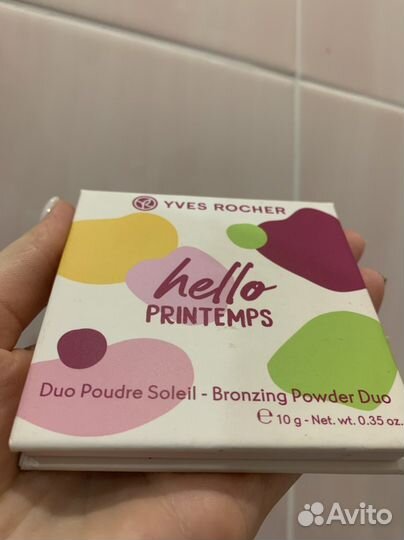 YVES ROCHER
hello
PRINTEMPS
Duo Poudre Soleil - Bronzing Powder Duo
℮ 10 g - Net. wt. 0.35 oz.
Avito